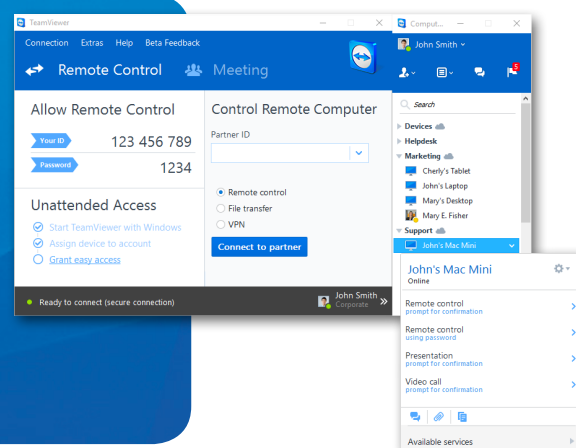 TeamViewer
Connection Extras Help Beta Feedback
Remote Control Meeting
Allow Remote Control
Your ID 123 456 789
Password 1234
Unattended Access
Start TeamViewer with Windows
Assign device to account
Grant easy access
Control Remote Computer
Partner ID
Remote control
File transfer
VPN
Connect to partner
Ready to connect (secure connection)
John Smith
Corporate
Comput...
John Smith
5
Search
Devices
Helpdesk
Marketing
Cherly's Tablet
John's Laptop
Mary's Desktop
Mary E. Fisher
Support
John's Mac Mini
John's Mac Mini
Online
Remote control
prompt for confirmation
Remote control
using password
Presentation
prompt for confirmation
Video call
prompt for confirmation
Available services